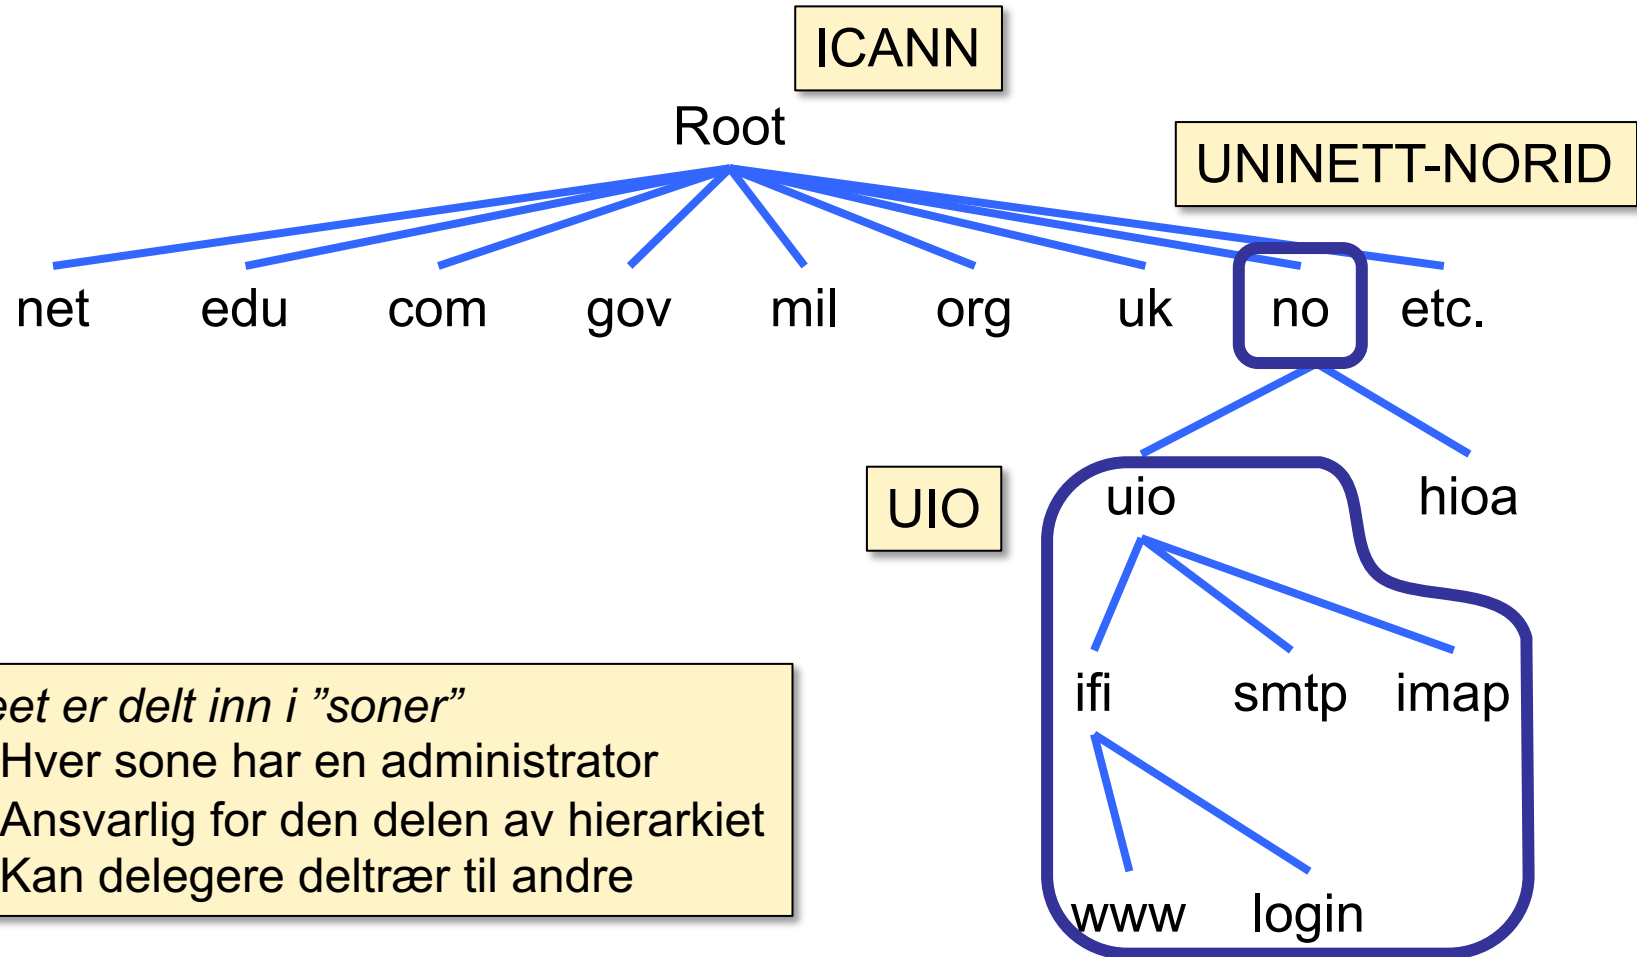 ICANN
Root
UNINETT-NORID
net edu com gov mil org uk no etc.
UIO
uio hioa
ifi smtp imap
er delt inn i ”soner”
Hver sone har en administrator
Ansvarlig for den delen av hierarkiet
Kan delegere deltrær til andre
www login